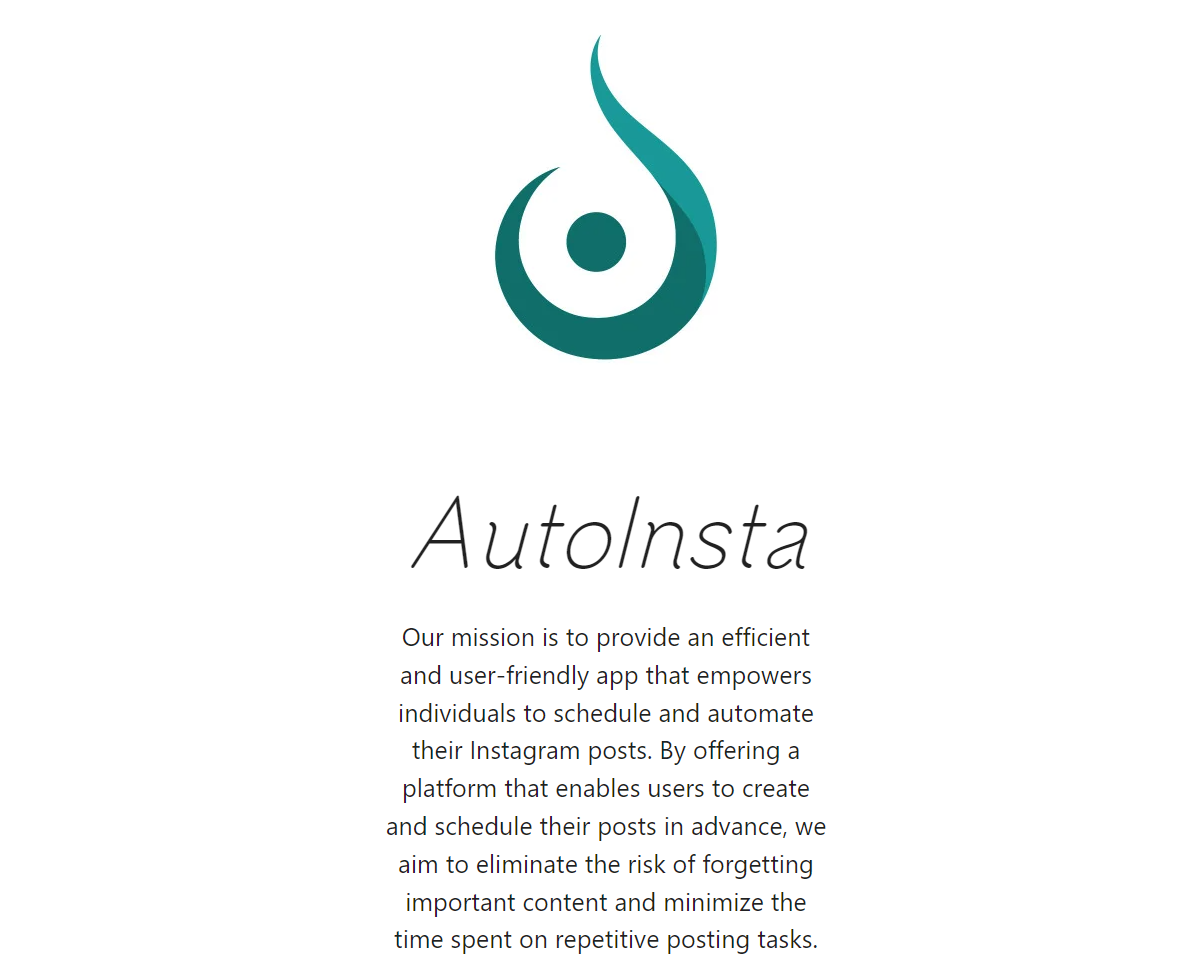 AutoInsta
Our mission is to provide an efficient
and user-friendly app that empowers
individuals to schedule and automate
their Instagram posts. By offering a
platform that enables users to create
and schedule their posts in advance, we
aim to eliminate the risk of forgetting
important content and minimize the
time spent on repetitive posting tasks.